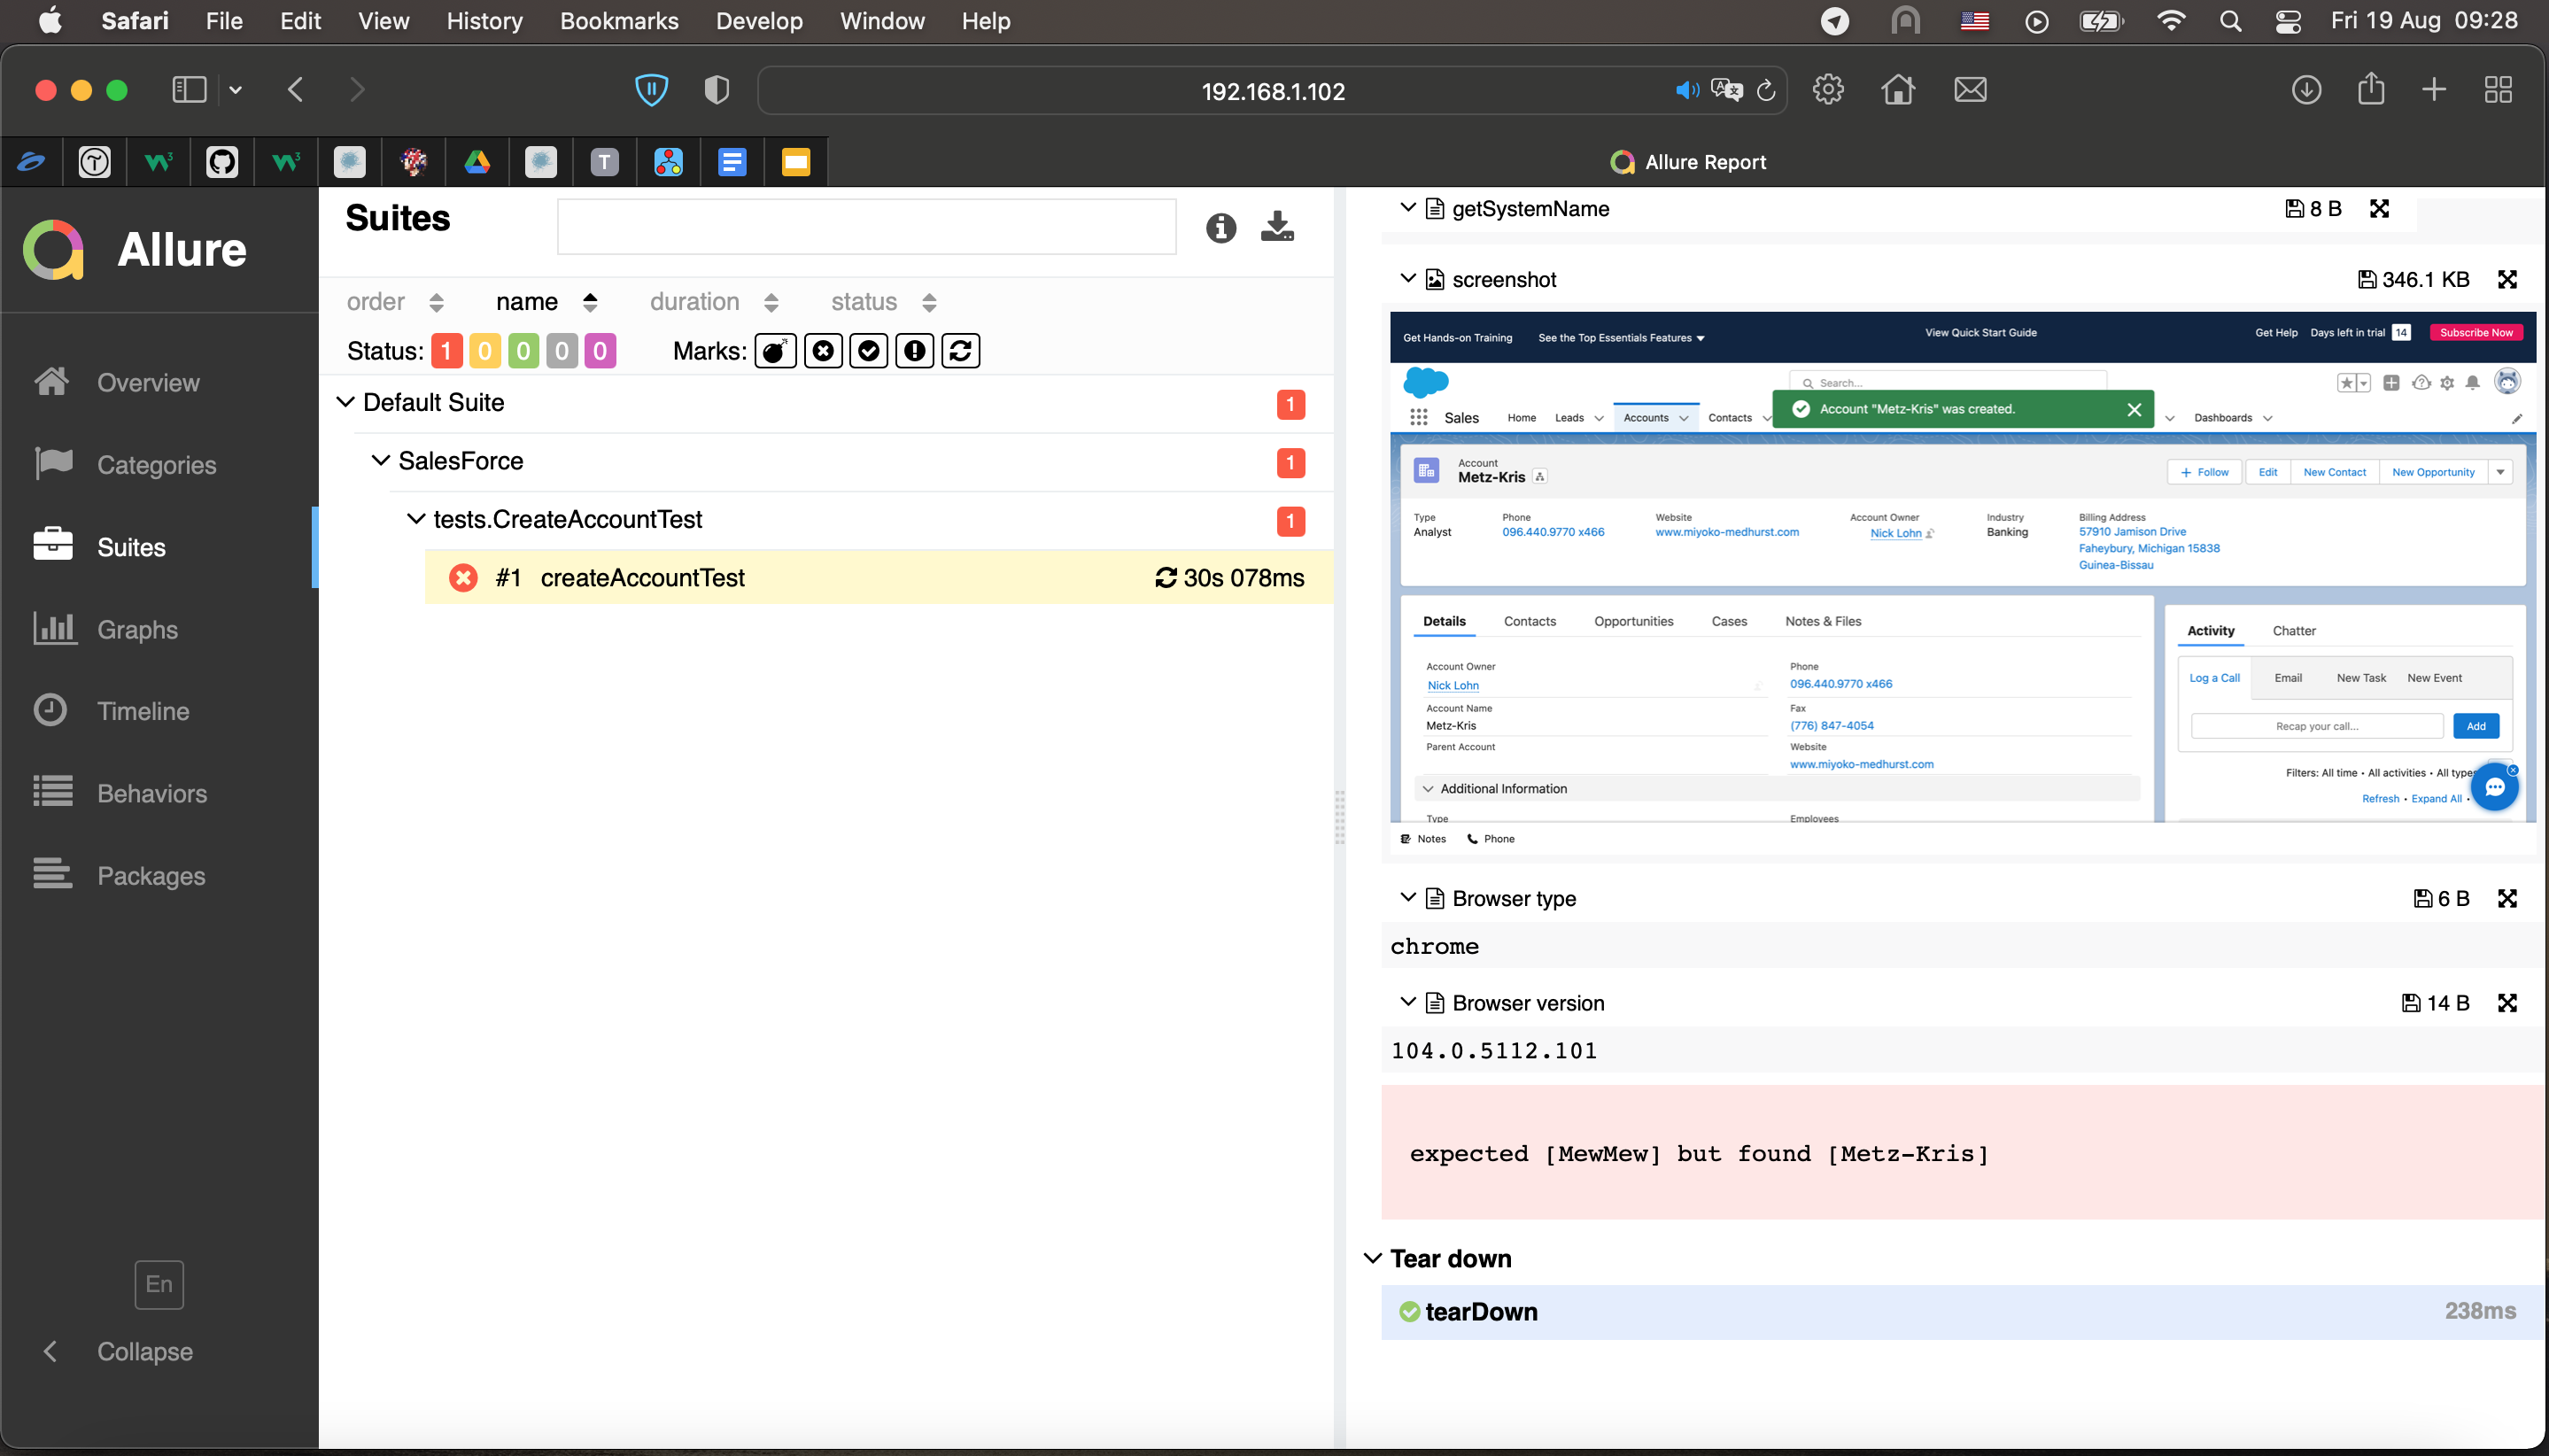 Safari File Edit View History Bookmarks Develop Window Help Fri 19 Aug 09:28
192.168.1.102
Allure Report
Allure
Overview
Categories
Suites
Graphs
Timeline
Behaviors
Packages
En
Collapse
Suites
order name duration status
Status: 1 0 0 0 0 Marks:
Default Suite 1
SalesForce 1
tests.CreateAccountTest 1
#1 createAccountTest 30s 078ms
getSystemName 8 B
screenshot 346.1 KB
Get Hands-on Training See the Top Essentials Features View Quick Start Guide Get Help Days left in trial 14 Subscribe Now
Search...
Sales Home Leads Accounts Contacts Account "Metz-Kris" was created. Dashboards
Account
Metz-Kris
Follow Edit New Contact New Opportunity
Type Phone Website Account Owner Industry Billing Address
Analyst 096.440.9770 x466 www.miyoko-medhurst.com Nick Lohn Banking 57910 Jamison Drive
Faheybury, Michigan 15838
Guinea-Bissau
Details Contacts Opportunities Cases Notes & Files
Account Owner Phone
Nick Lohn 096.440.9770 x466
Account Name Fax
Metz-Kris (776) 847-4054
Parent Account Website
www.miyoko-medhurst.com
Additional Information
Type Employees
Activity Chatter
Log a Call Email New Task New Event
Recap your call... Add
Filters: All time • All activities • All types
Refresh • Expand All •
Notes Phone
Browser type 6 B
chrome
Browser version 14 B
104.0.5112.101
expected [MewMew] but found [Metz-Kris]
Tear down
tearDown 238ms